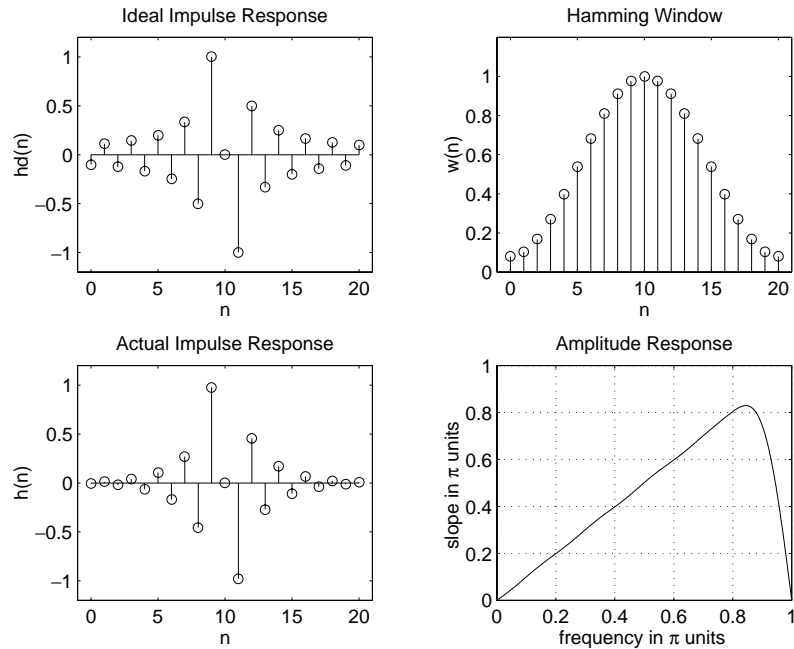 Ideal Impulse Response
hd(n)
1
0.5
0
−0.5
−1
0 5 10 15 20
n
Hamming Window
w(n)
1
0.8
0.6
0.4
0.2
0
0 5 10 15 20
n
Actual Impulse Response
h(n)
1
0.5
0
−0.5
−1
0 5 10 15 20
n
Amplitude Response
slope in π units
1
0.8
0.6
0.4
0.2
0
0 0.2 0.4 0.6 0.8 1
frequency in π units